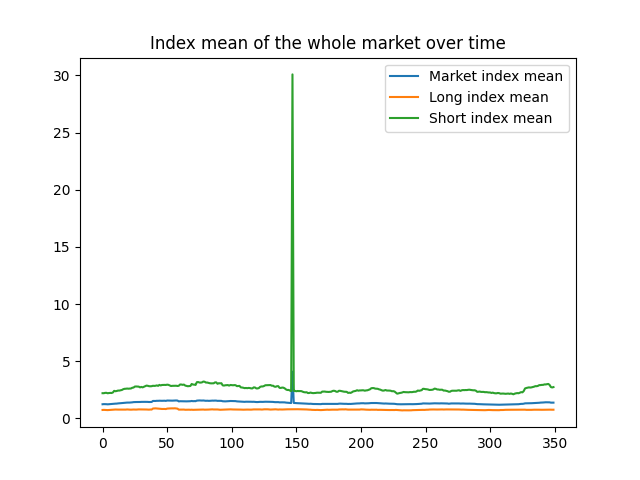 Index mean of the whole market over time
Market index mean
Long index mean
Short index mean
30
25
20
15
10
5
0
0 50 100 150 200 250 300 350